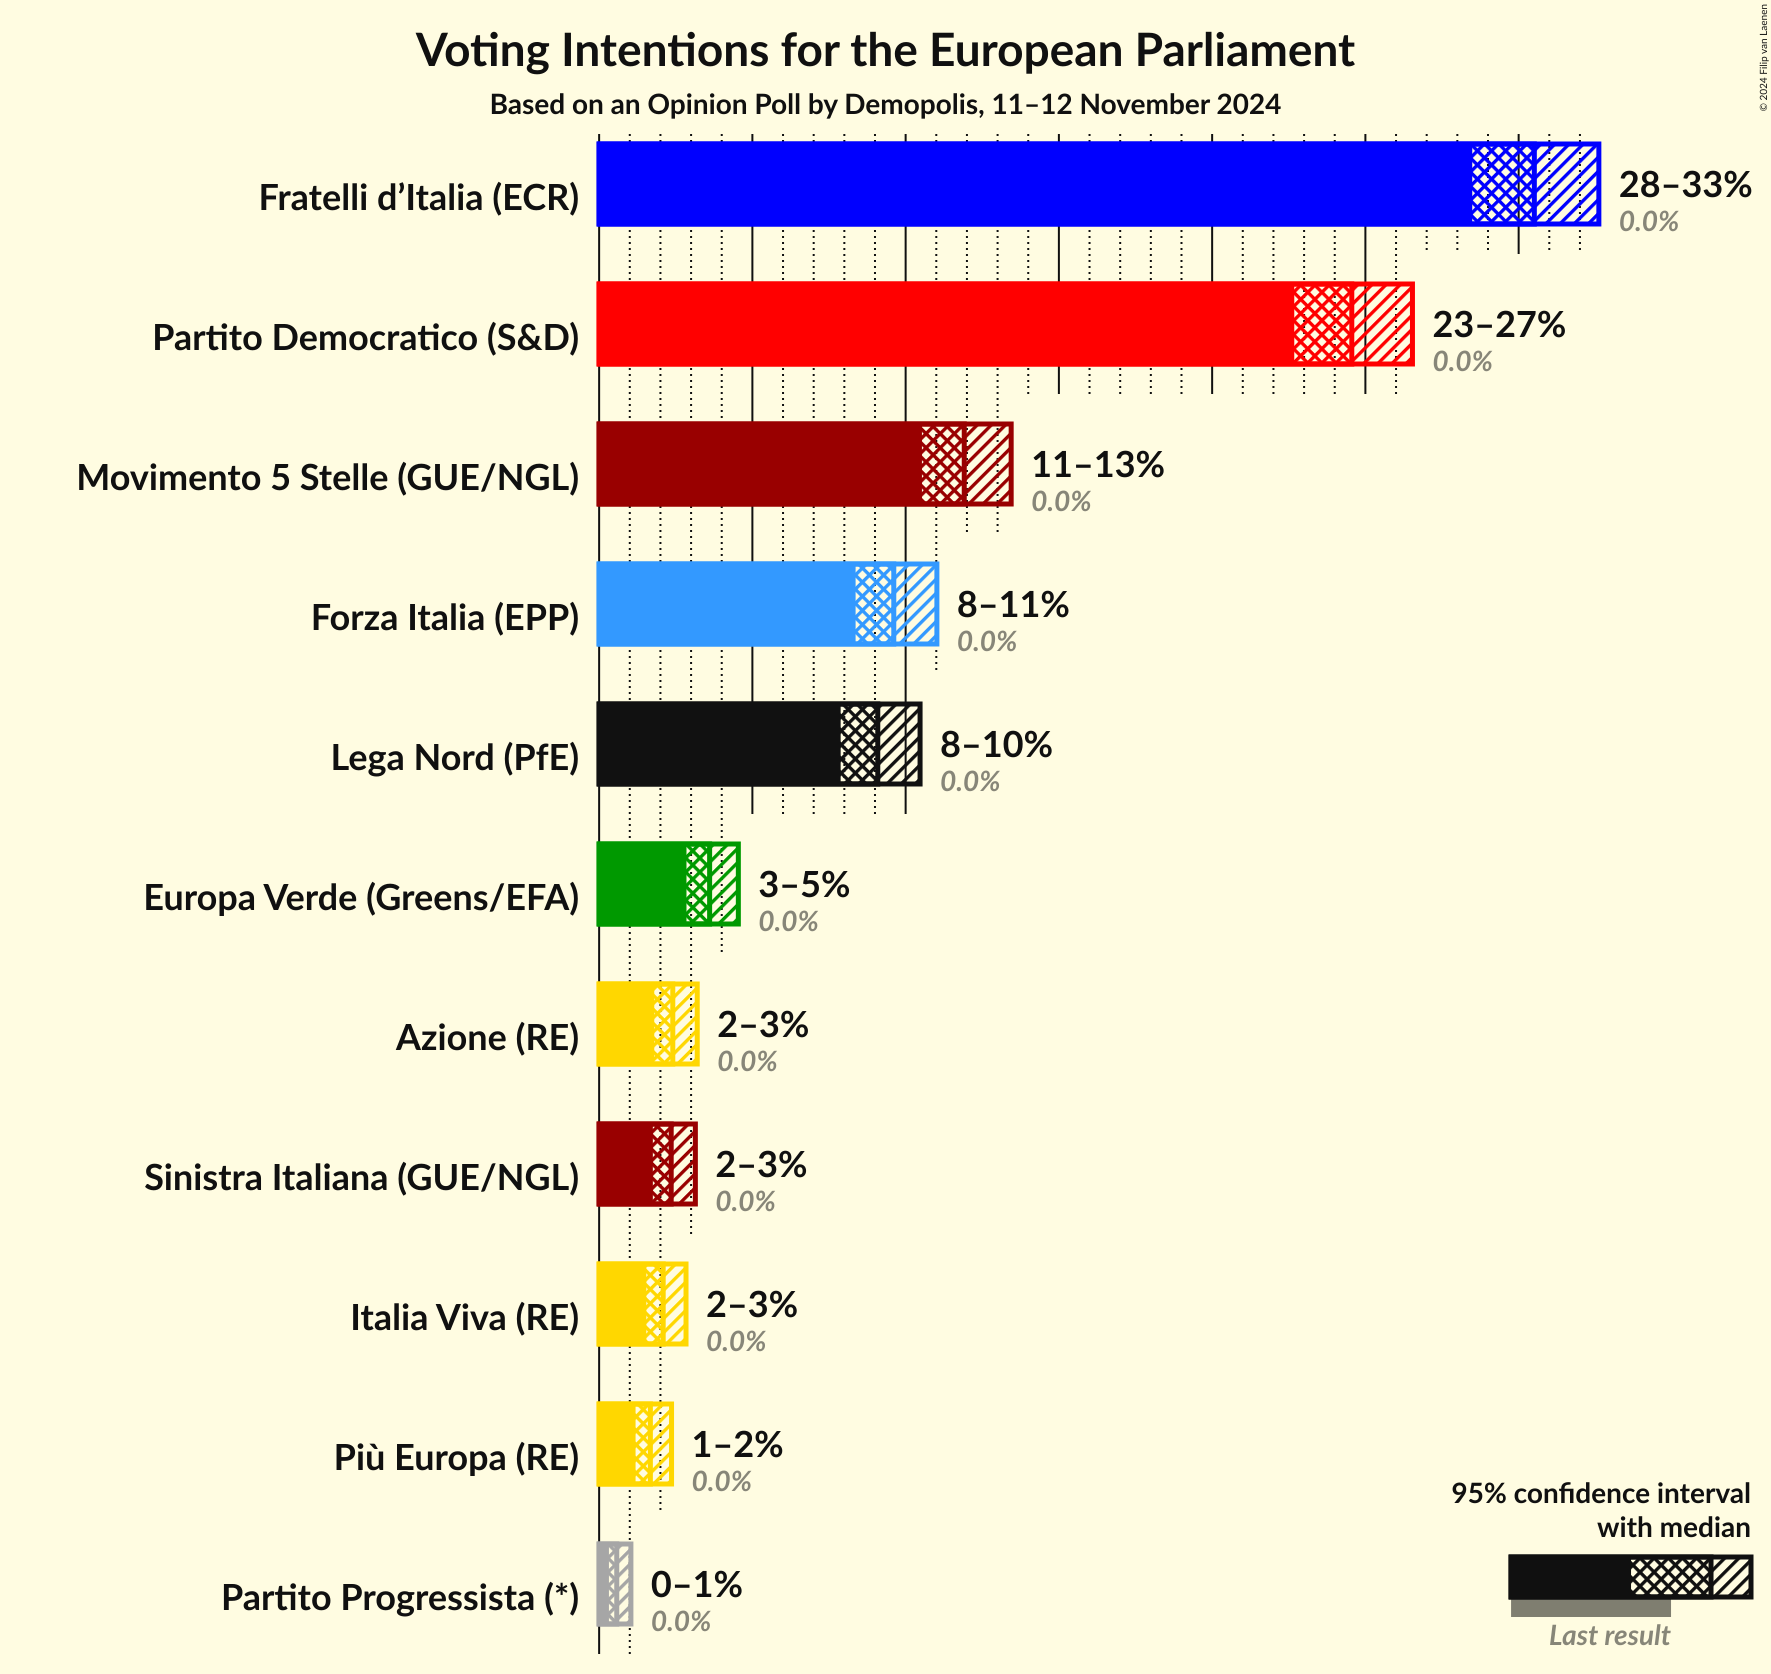 Voting Intentions for the European Parliament
Based on an Opinion Poll by Demopolis, 11–12 November 2024
© 2024 Filip van Laenen
Fratelli d’Italia (ECR)
28–33%
0.0%
Partito Democratico (S&D)
23–27%
0.0%
Movimento 5 Stelle (GUE/NGL)
11–13%
0.0%
Forza Italia (EPP)
8–11%
0.0%
Lega Nord (PfE)
8–10%
0.0%
Europa Verde (Greens/EFA)
3–5%
0.0%
Azione (RE)
2–3%
0.0%
Sinistra Italiana (GUE/NGL)
2–3%
0.0%
Italia Viva (RE)
2–3%
0.0%
Più Europa (RE)
1–2%
0.0%
Partito Progressista (*)
0–1%
0.0%
95% confidence interval
with median
Last result